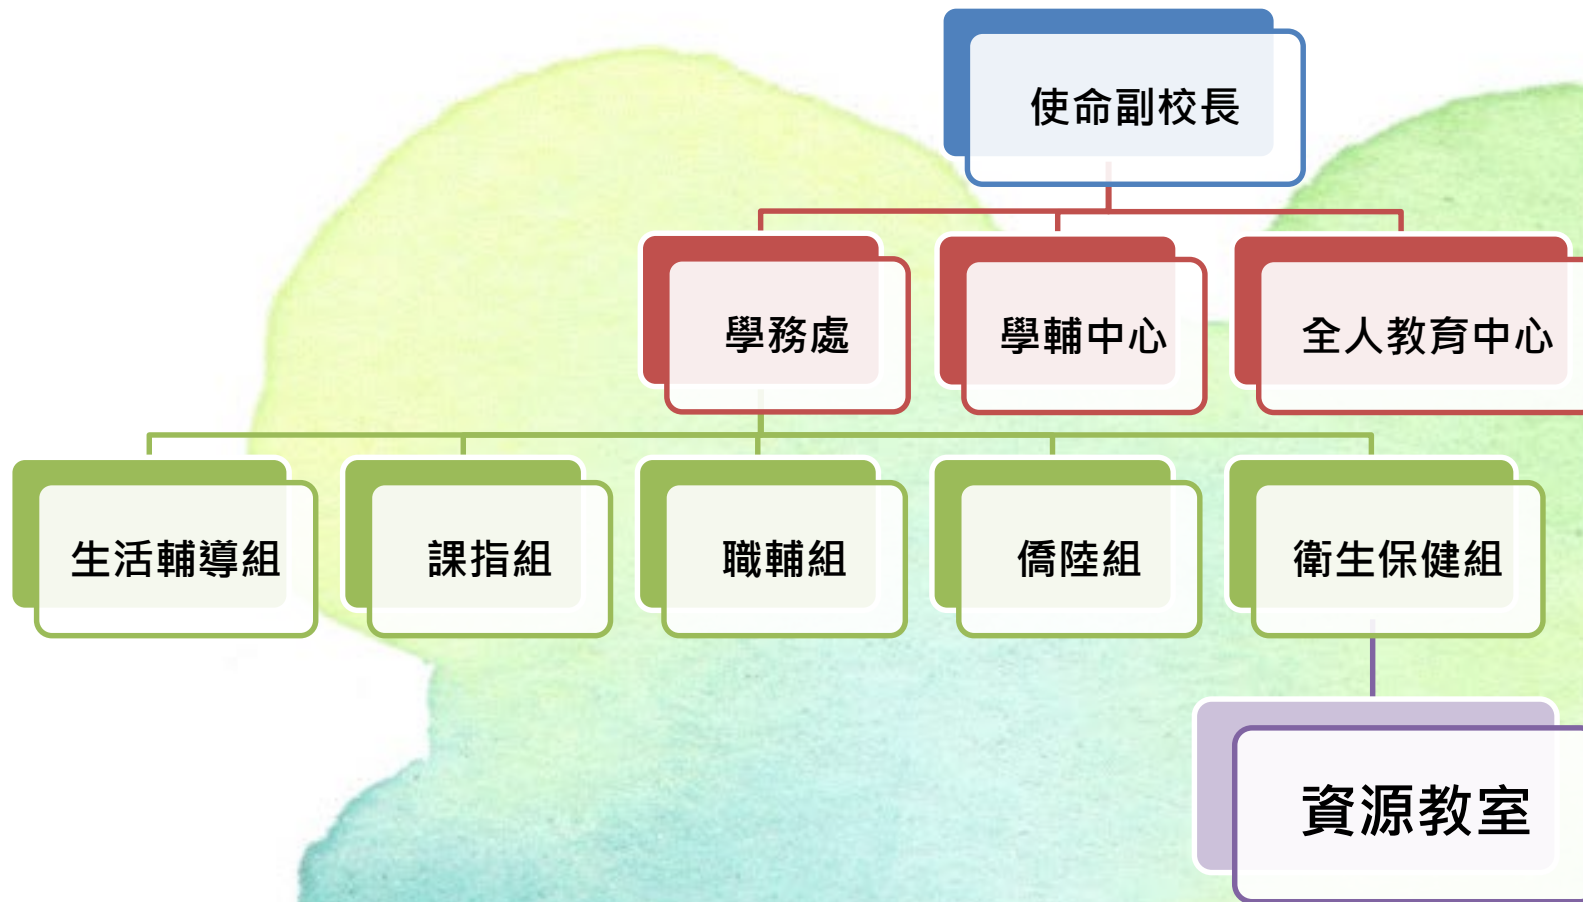 使命副校長
學務處
學輔中心
全人教育中心
生活輔導組
課指組
職輔組
僑陸組
衛生保健組
資源教室